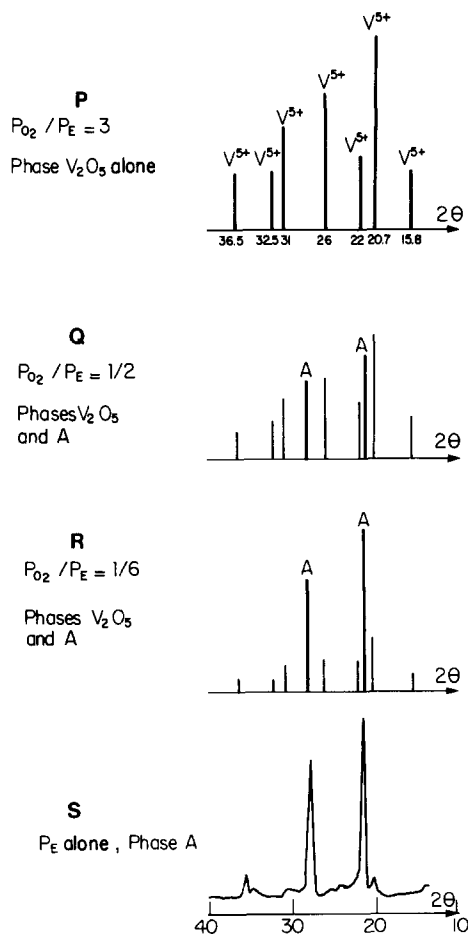 P
P_O2 / P_E = 3
Phase V2O5 alone
V5+ V5+ V5+ V5+ V5+ V5+ V5+
2θ
36.5 32.5 31 26 22 20.7 15.8
Q
P_O2 / P_E = 1/2
Phases V2O5
and A
A A
2θ
R
P_O2 / P_E = 1/6
Phases V2O5
and A
A A
2θ
S
P_E alone , Phase A
2θ
40 30 20 10